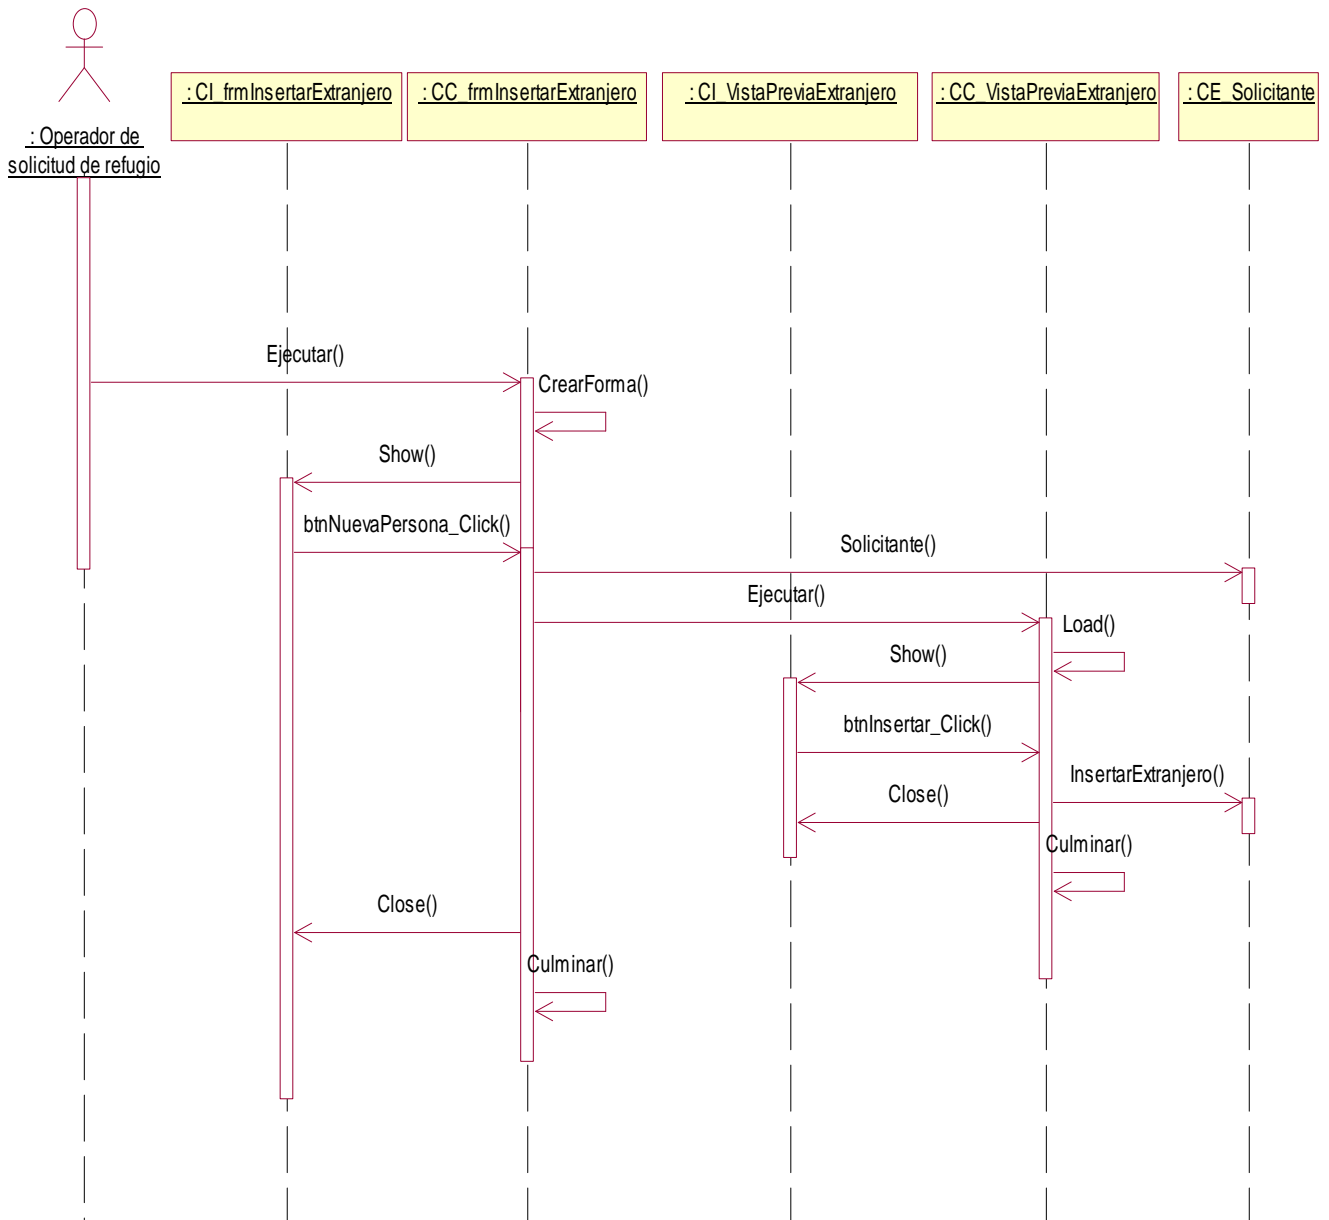 : CI_frmInsertarExtranjero
: CC_frmInsertarExtranjero
: CI_VistaPreviaExtranjero
: CC_VistaPreviaExtranjero
: CE_Solicitante
: Operador de
solicitud de refugio
Ejecutar()
CrearForma()
Show()
btnNuevaPersona_Click()
Solicitante()
Ejecutar()
Load()
Show()
btnInsertar_Click()
InsertarExtranjero()
Close()
Culminar()
Close()
Culminar()